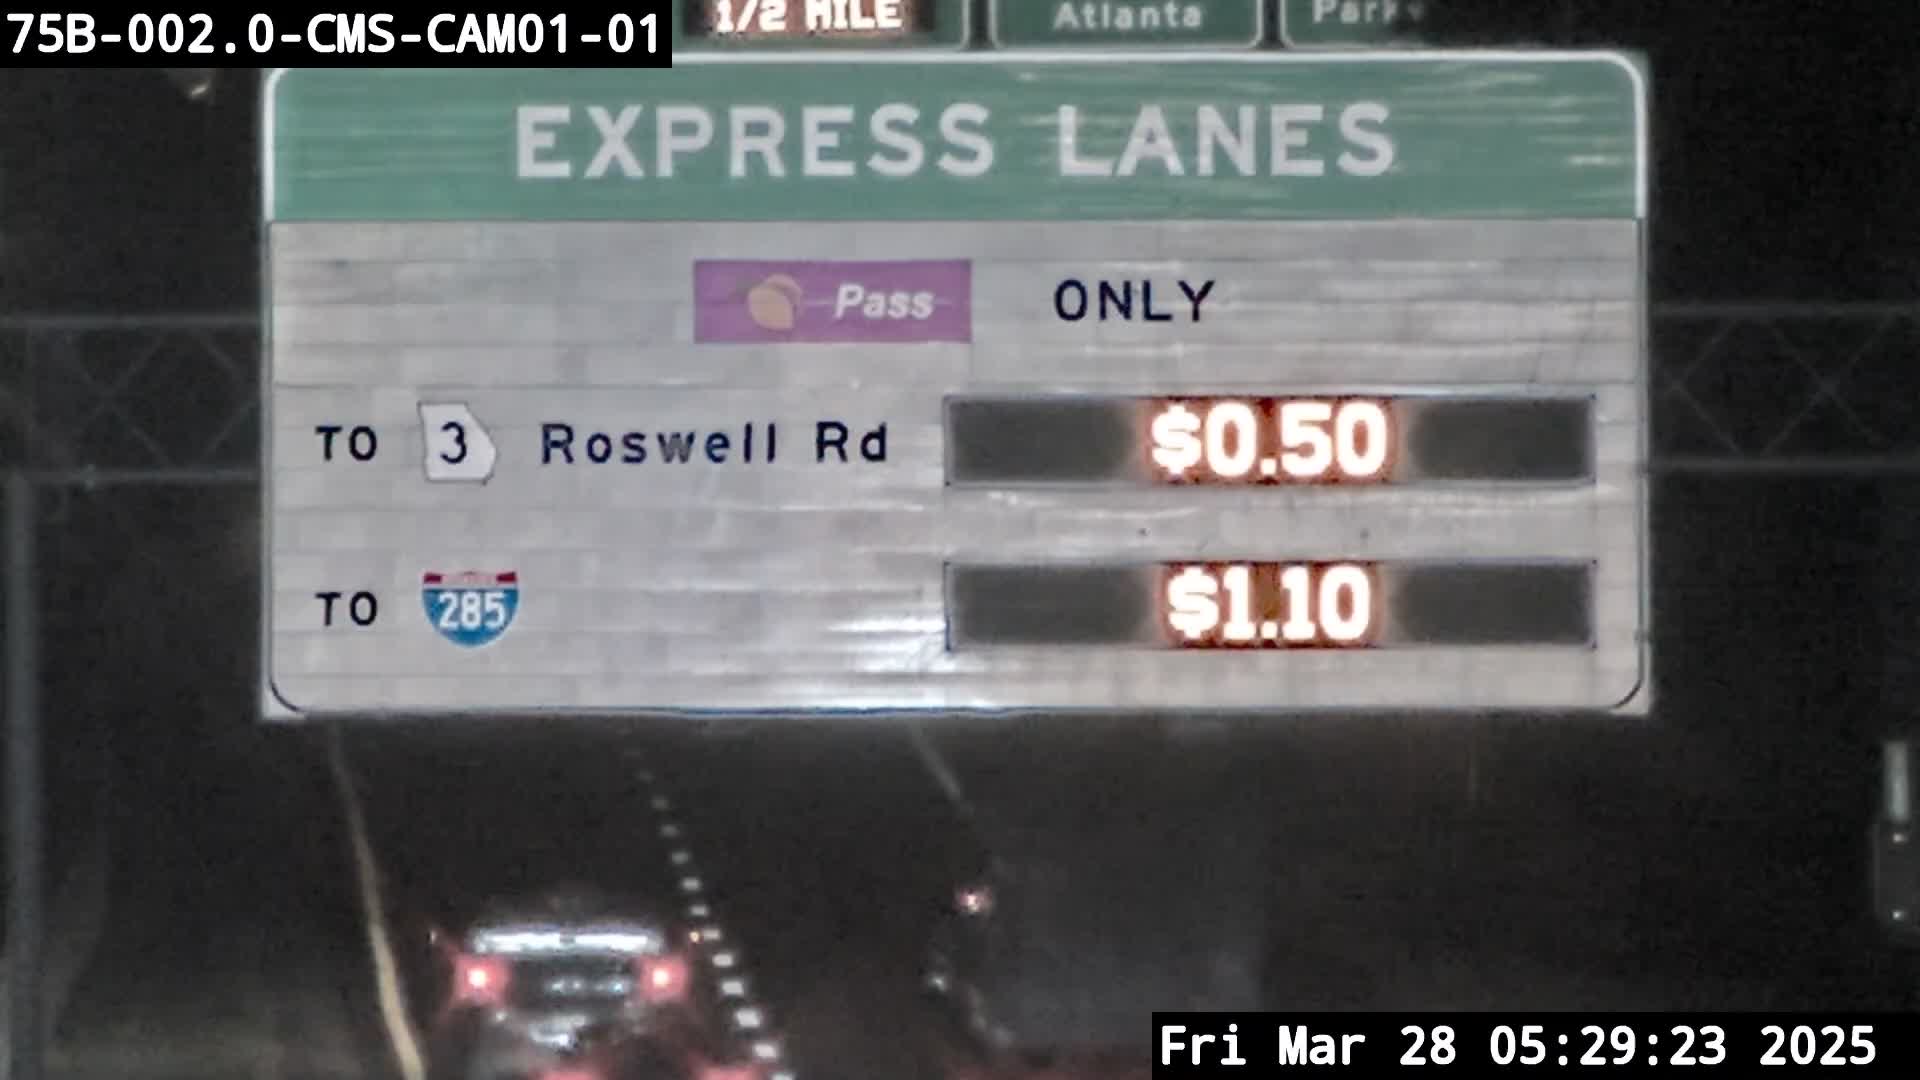 75B-002.0-CMS-CAM01-01
1/2 MILE
Atlanta
EXPRESS LANES
Pass ONLY
TO 3 Roswell Rd $0.50
TO 285 $1.10
Fri Mar 28 05:29:23 2025